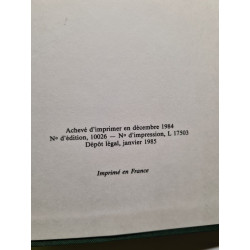 Achevé d'imprimer en décembre 1984
N° d'édition, 10026 — N° d'impression, L 17503
Dépôt légal, janvier 1985
Imprimé en France